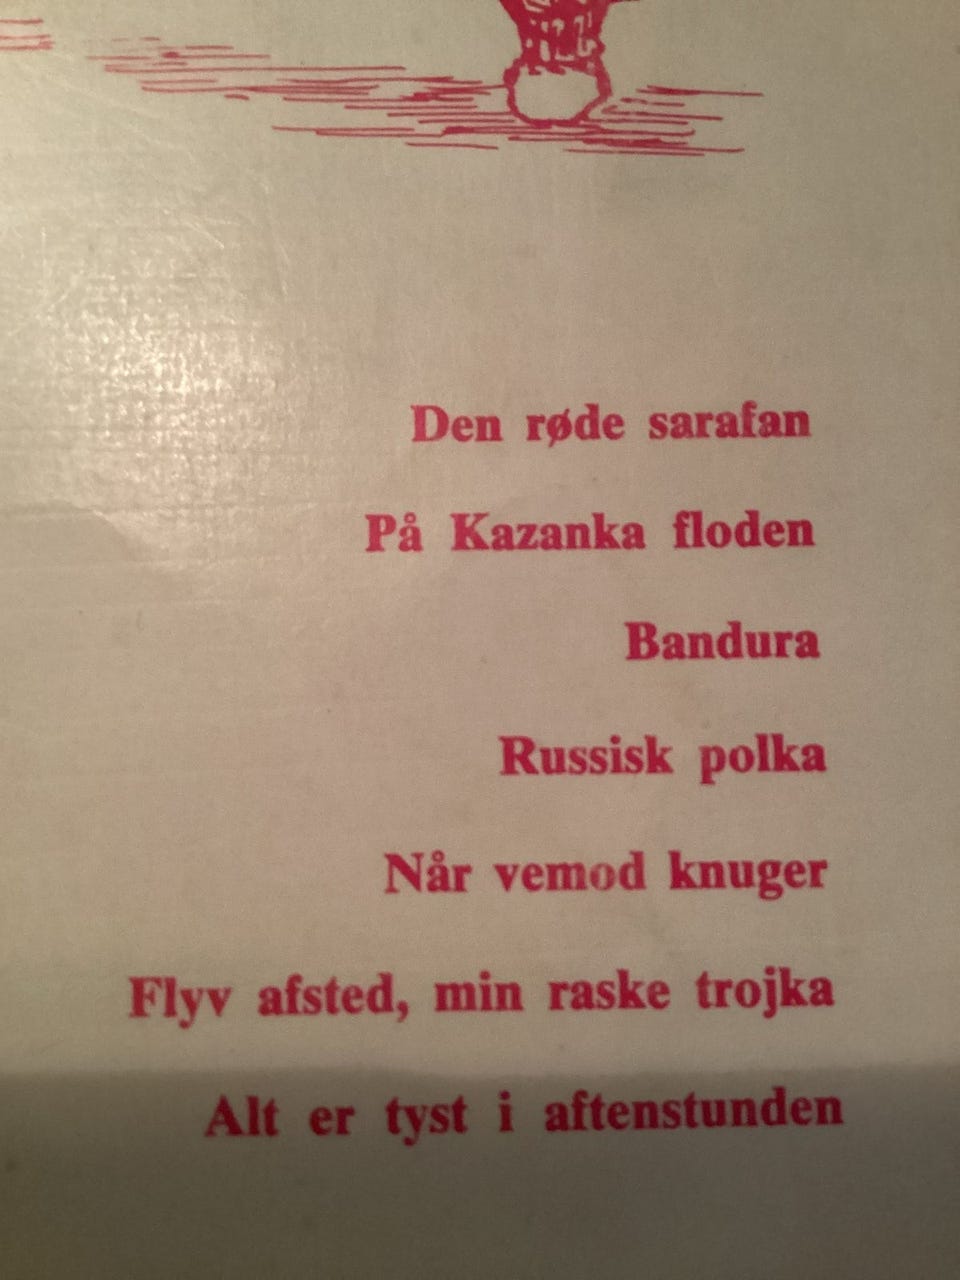 Den røde sarafan
På Kazanka floden
Bandura
Russisk polka
Når vemod knuger
Flyv afsted, min raske trojka
Alt er tyst i aftenstunden